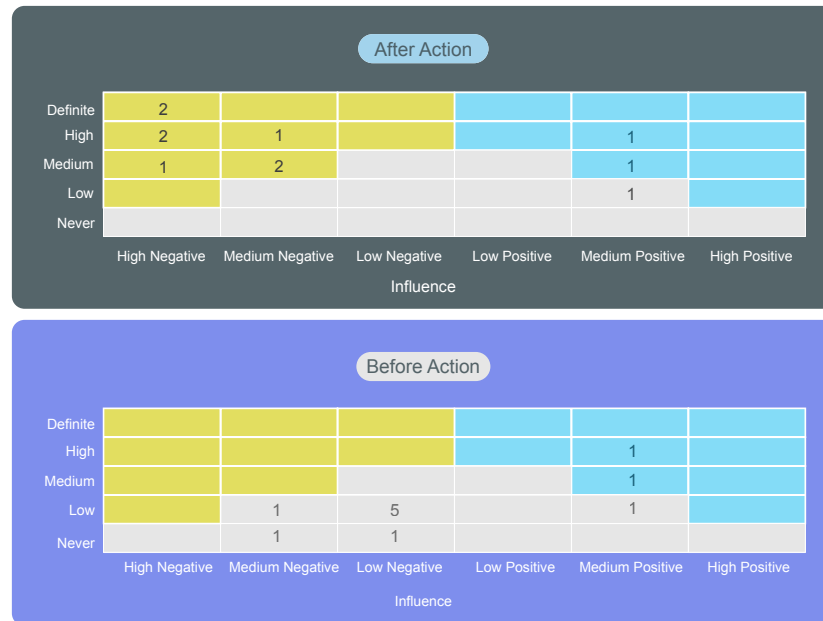 After Action
Definite 2
High 2 1 1
Medium 1 2 1
Low 1
Never
High Negative Medium Negative Low Negative Low Positive Medium Positive High Positive
Influence
Before Action
Definite
High 1
Medium 1
Low 1 5 1
Never 1 1
High Negative Medium Negative Low Negative Low Positive Medium Positive High Positive
Influence